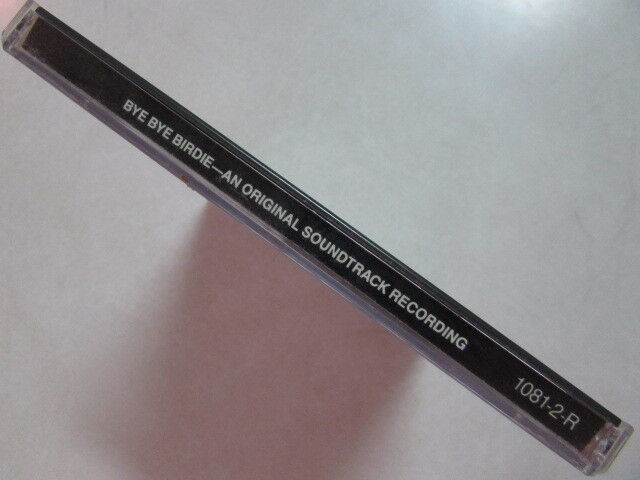 BYE BYE BIRDIE—AN ORIGINAL SOUNDTRACK RECORDING
1081-2-R